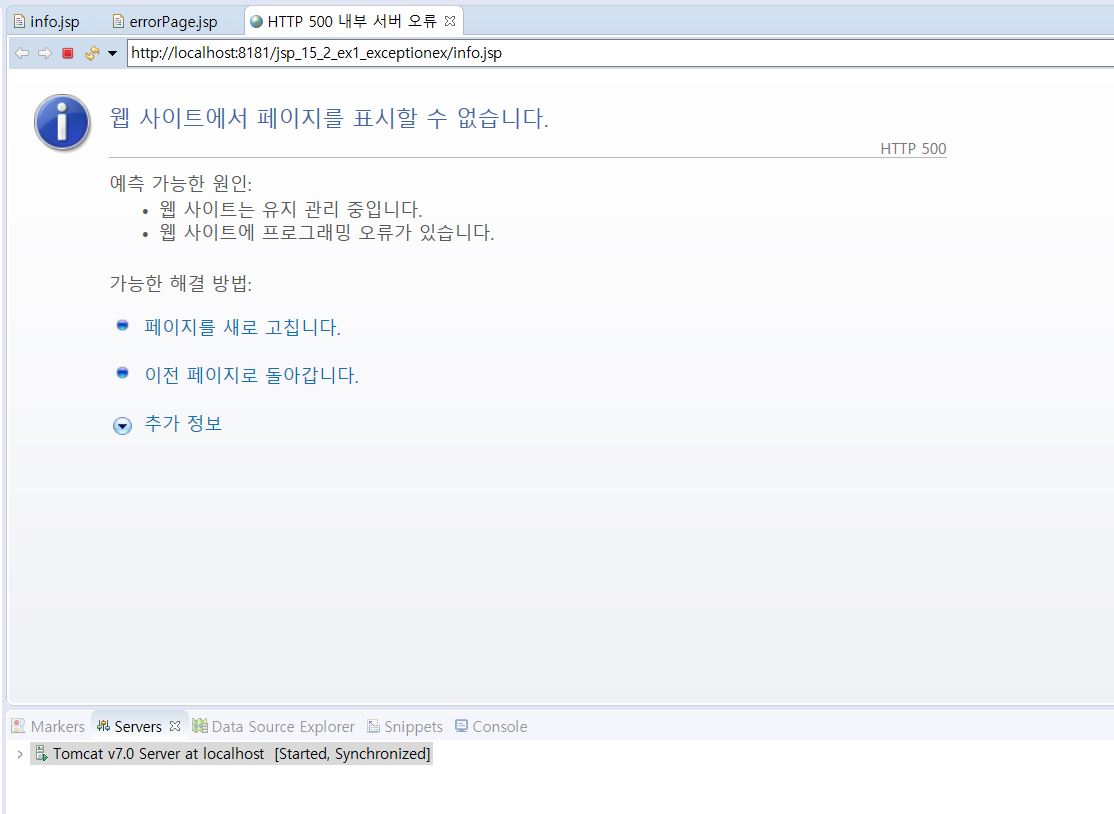 info.jsp errorPage.jsp HTTP 500 내부 서버 오류
http://localhost:8181/jsp_15_2_ex1_exceptionex/info.jsp
웹 사이트에서 페이지를 표시할 수 없습니다.
HTTP 500
예측 가능한 원인:
• 웹 사이트는 유지 관리 중입니다.
• 웹 사이트에 프로그래밍 오류가 있습니다.
가능한 해결 방법:
페이지를 새로 고칩니다.
이전 페이지로 돌아갑니다.
추가 정보
Markers Servers Data Source Explorer Snippets Console
Tomcat v7.0 Server at localhost [Started, Synchronized]